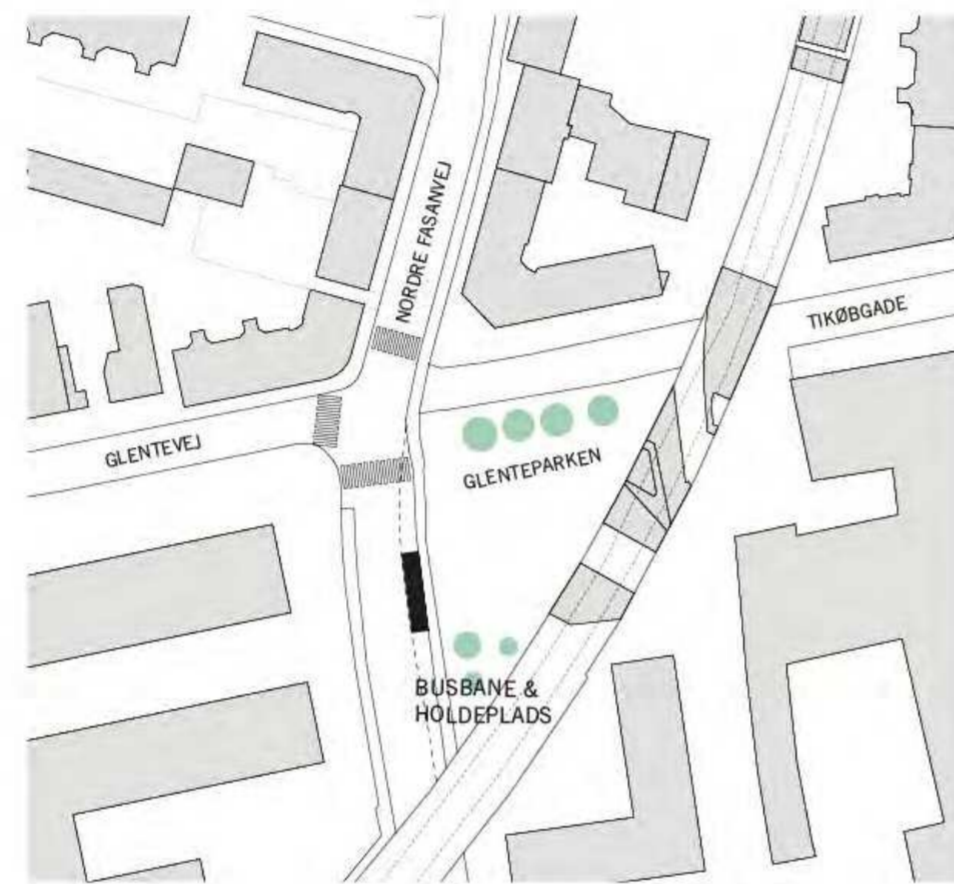 NORDRE FASANVEJ
TIKØBGADE
GLENTEVEJ
GLENTEPARKEN
BUSBANE &
HOLDEPLADS